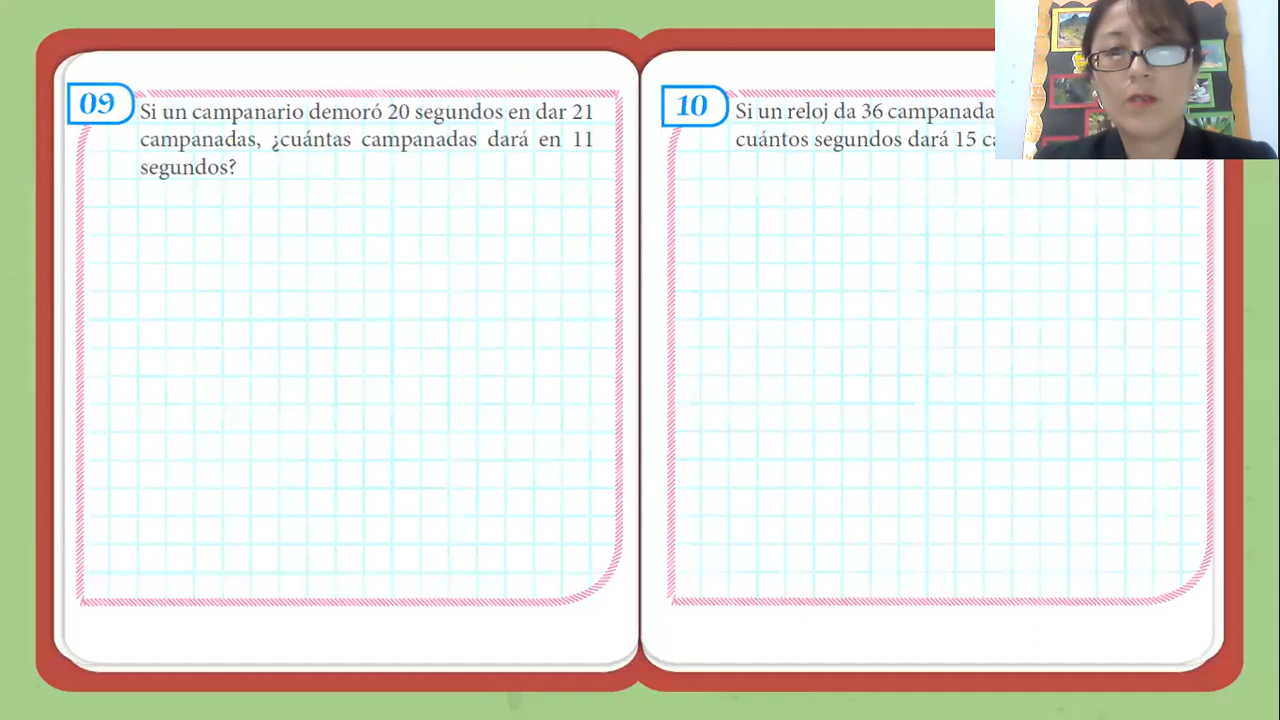 09
Si un campanario demoró 20 segundos en dar 21
campanadas, ¿cuántas campanadas dará en 11
segundos?
10
Si un reloj da 36
cuántos segundos dará 15